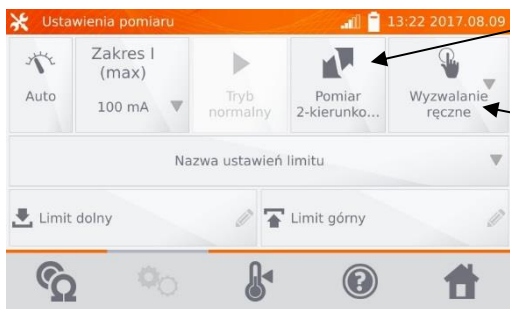 Ustawienia pomiaru
13:22 2017.08.09
Auto
Zakres I
(max)
100 mA
Tryb
normalny
Pomiar
2-kierunko...
Wyzwalanie
ręczne
Nazwa ustawień limitu
Limit dolny
Limit górny